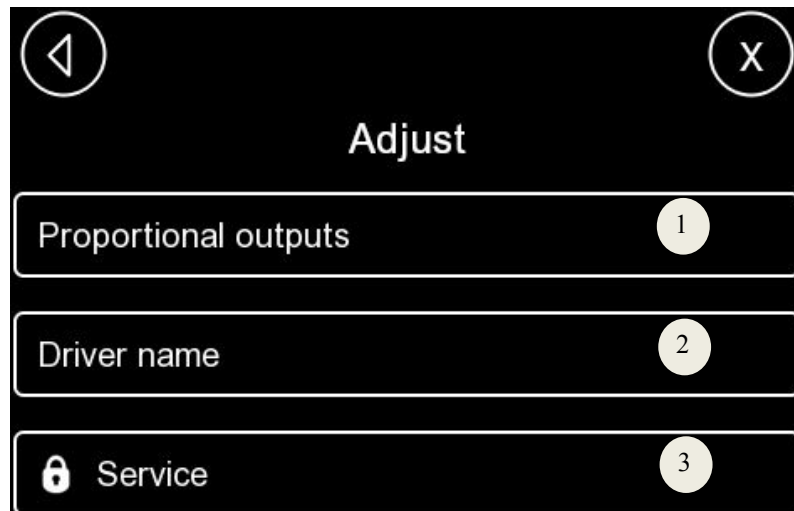 X
Adjust
Proportional outputs 1
Driver name 2
Service 3